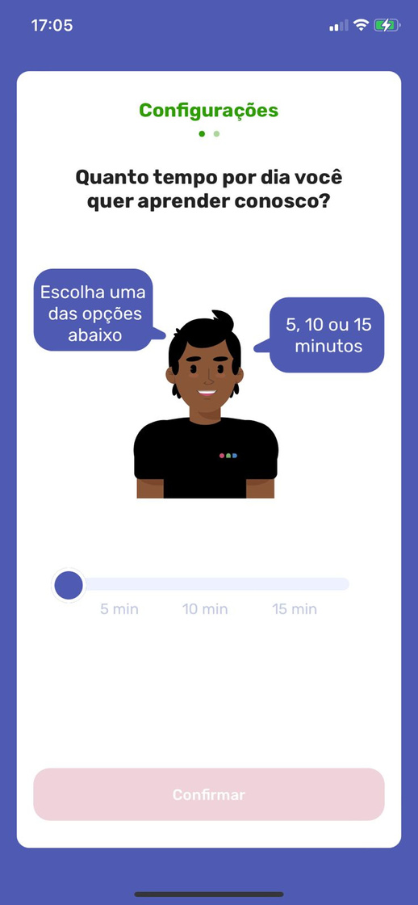 17:05
Configurações
Quanto tempo por dia você
quer aprender conosco?
Escolha uma
das opções
abaixo
5, 10 ou 15
minutos
5 min
10 min
15 min
Confirmar